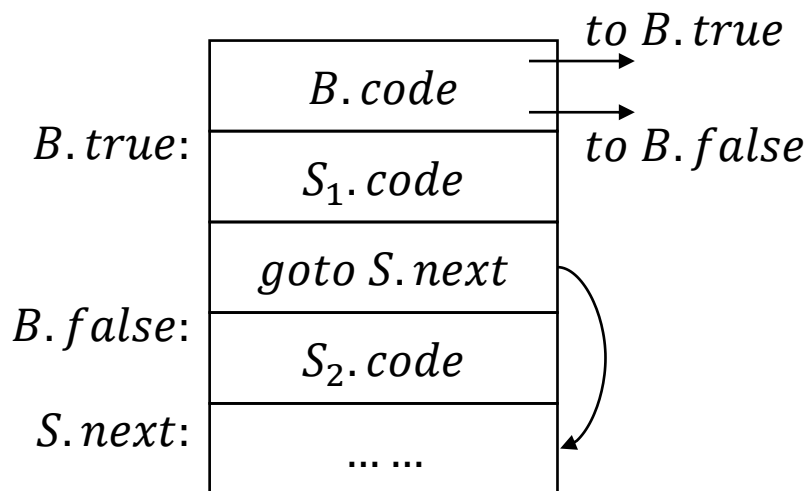 to B.true
B.code
B.true:
to B.false
S₁.code
goto S.next
B.false:
S₂.code
S.next:
... ...